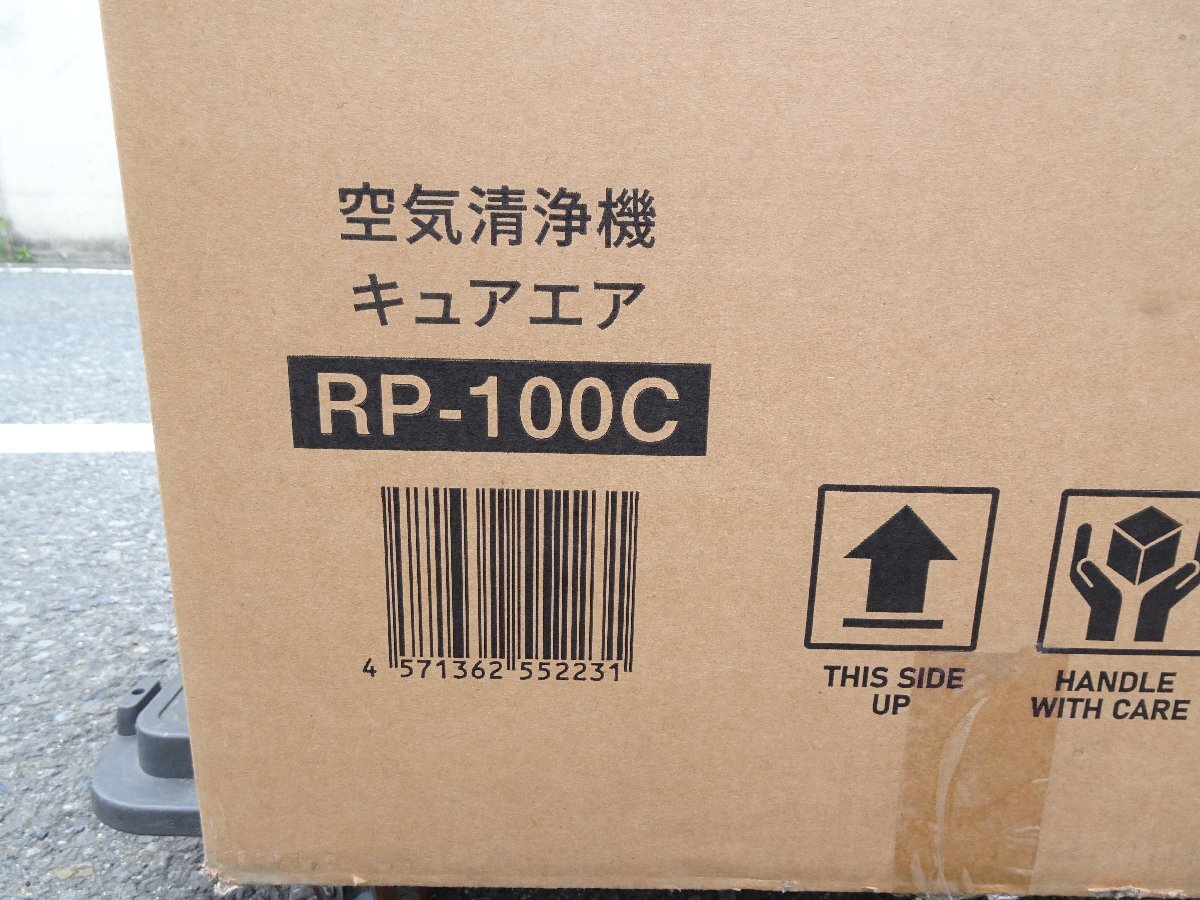 空気清浄機
キュアエア
RP-100C
4 571362 552231
THIS SIDE
UP
HANDLE
WITH CARE